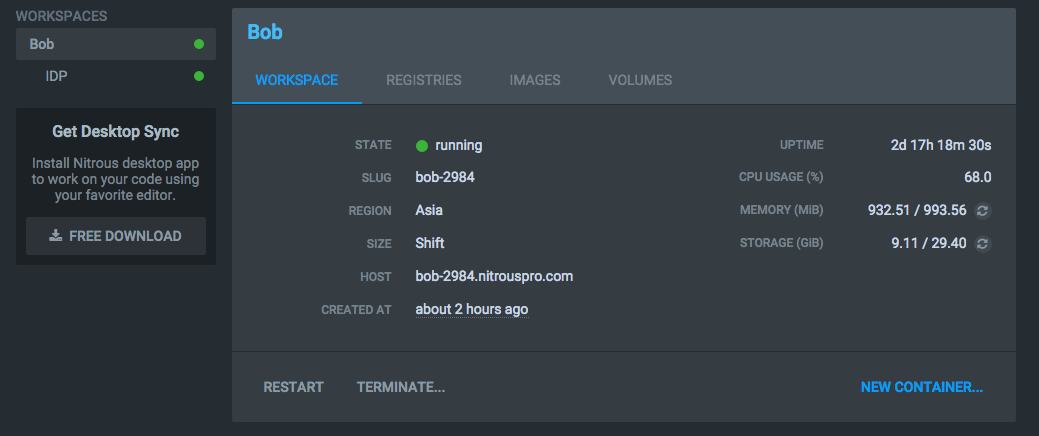 WORKSPACES
Bob
IDP
Get Desktop Sync
Install Nitrous desktop app
to work on your code using
your favorite editor.
FREE DOWNLOAD
Bob
WORKSPACE REGISTRIES IMAGES VOLUMES
STATE running UPTIME 2d 17h 18m 30s
SLUG bob-2984 CPU USAGE (%) 68.0
REGION Asia MEMORY (MiB) 932.51 / 993.56
SIZE Shift STORAGE (GiB) 9.11 / 29.40
HOST bob-2984.nitrouspro.com
CREATED AT about 2 hours ago
RESTART TERMINATE... NEW CONTAINER...